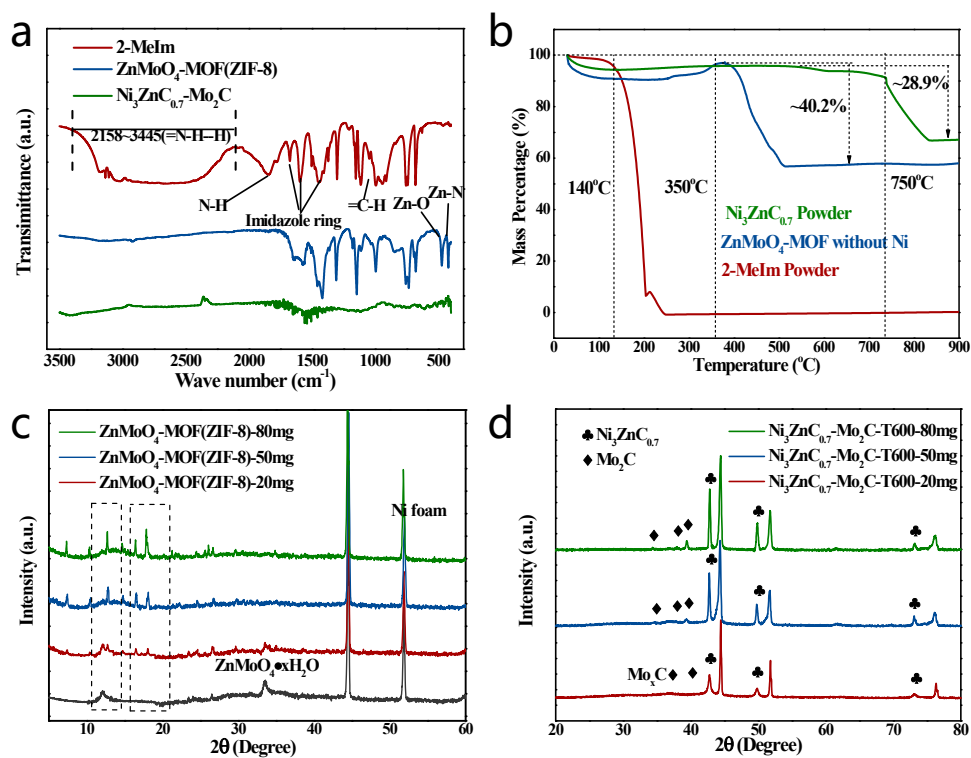 a
2-MeIm
ZnMoO₄-MOF(ZIF-8)
Ni₃ZnC₀.₇-Mo₂C
2158~3445(=N-H--H)
N-H
Imidazole ring
=C-H
Zn-O
Zn-N
Transmittance (a.u.)
3500 3000 2500 2000 1500 1000 500
Wave number (cm⁻¹)
b
100
90
80
70
60
50
40
30
20
10
0
Mass Percentage (%)
~40.2%
~28.9%
140°C
350°C
750°C
Ni₃ZnC₀.₇ Powder
ZnMoO₄-MOF without Ni
2-MeIm Powder
0 100 200 300 400 500 600 700 800 900
Temperature (°C)
c
ZnMoO₄-MOF(ZIF-8)-80mg
ZnMoO₄-MOF(ZIF-8)-50mg
ZnMoO₄-MOF(ZIF-8)-20mg
Ni foam
ZnMoO₄•xH₂O
Intensity (a.u.)
10 20 30 40 50 60
2θ (Degree)
d
♣ Ni₃ZnC₀.₇
♦ Mo₂C
Ni₃ZnC₀.₇-Mo₂C-T600-80mg
Ni₃ZnC₀.₇-Mo₂C-T600-50mg
Ni₃ZnC₀.₇-Mo₂C-T600-20mg
MoₓC
Intensity (a.u.)
20 30 40 50 60 70 80
2θ (Degree)